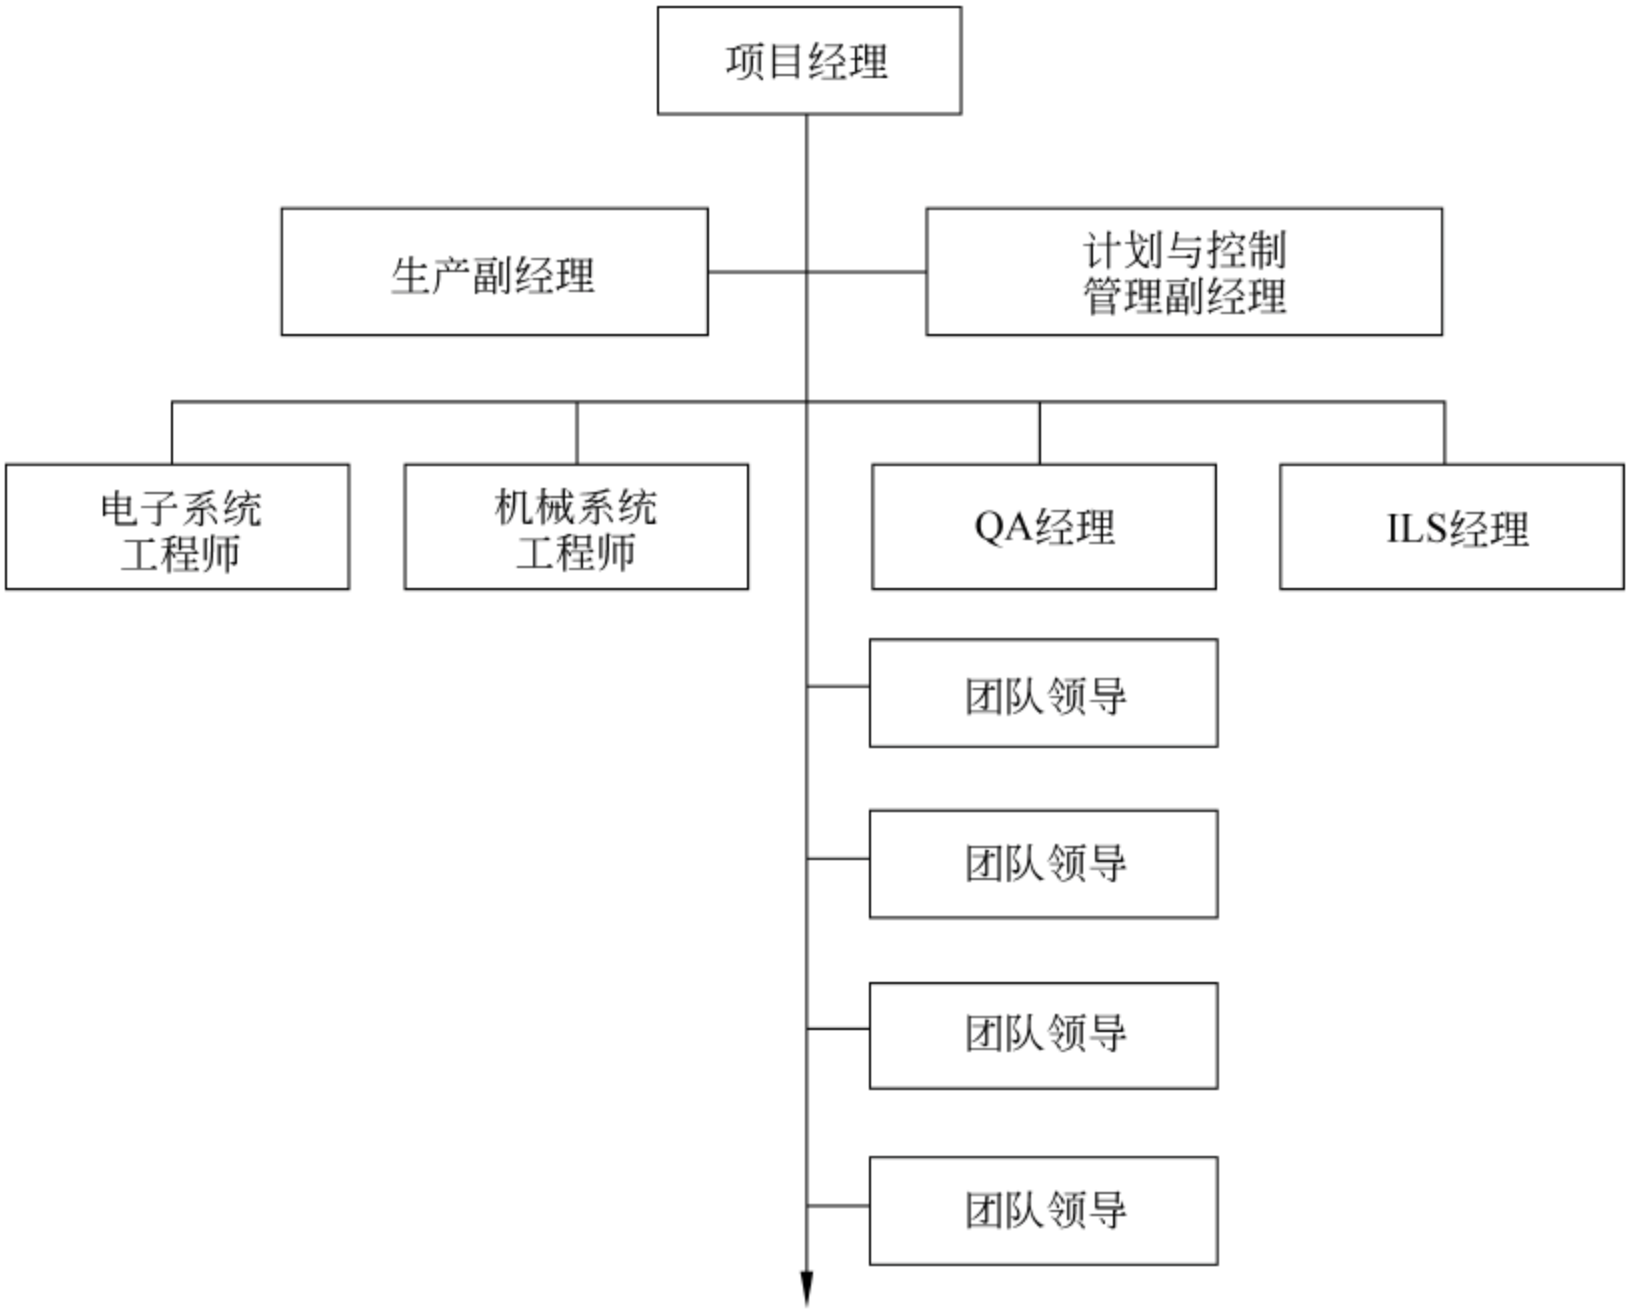 项目经理
生产副经理
计划与控制
管理副经理
电子系统
工程师
机械系统
工程师
QA经理
ILS经理
团队领导
团队领导
团队领导
团队领导